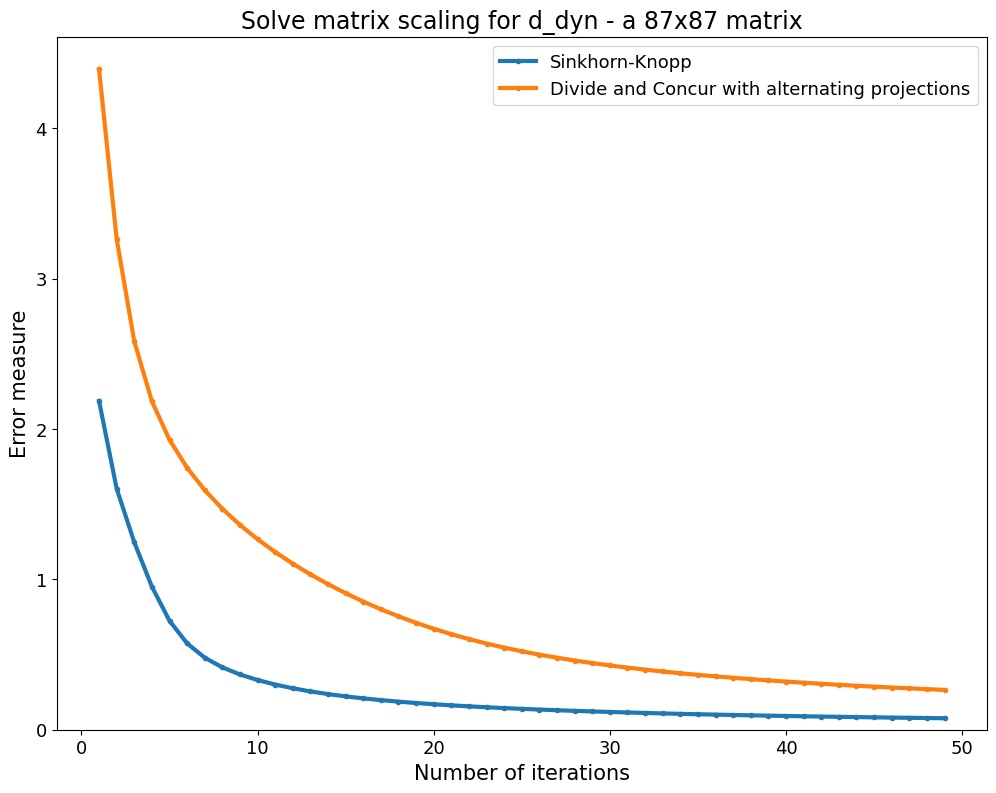 Solve matrix scaling for d_dyn - a 87x87 matrix
Sinkhorn-Knopp
Divide and Concur with alternating projections
Error measure
4
3
2
1
0
0 10 20 30 40 50
Number of iterations